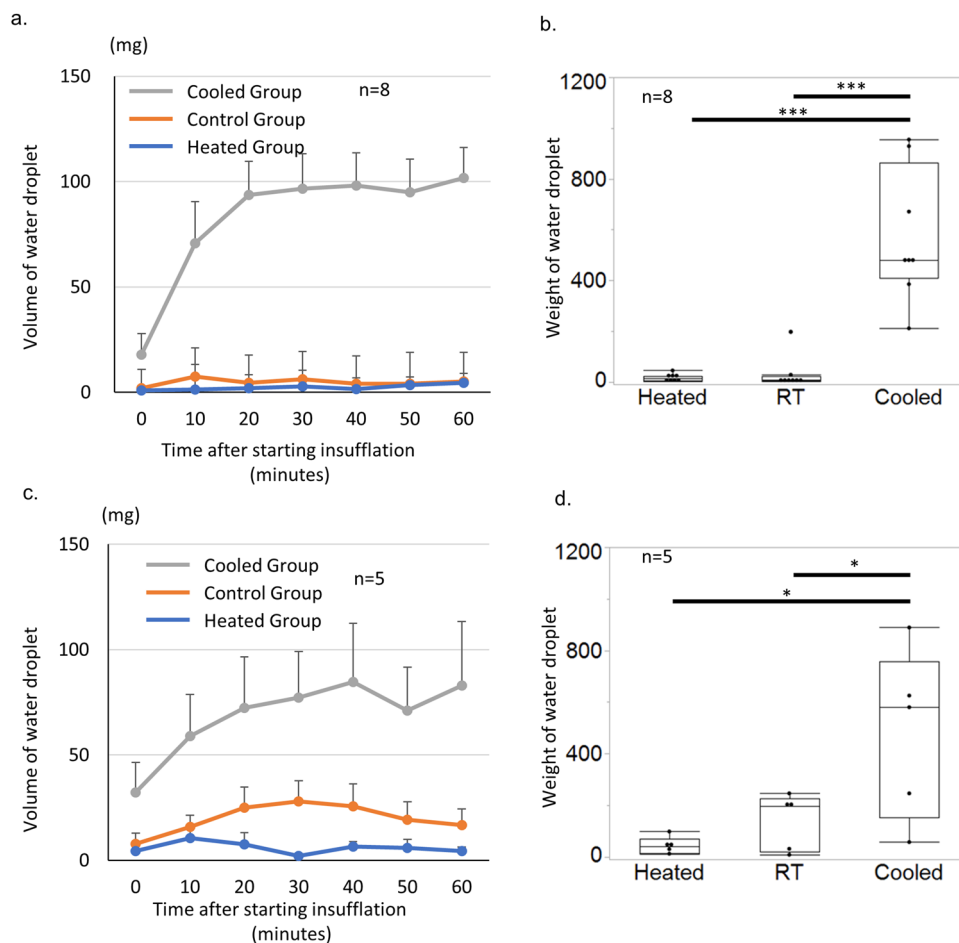 a.
(mg)
150
100
50
0
Volume of water droplet
Cooled Group
Control Group
Heated Group
n=8
0 10 20 30 40 50 60
Time after starting insufflation
(minutes)
b.
1200
800
400
0
Weight of water droplet
n=8
***
***
Heated RT Cooled
c.
(mg)
150
100
50
0
Volume of water droplet
Cooled Group
Control Group
Heated Group
n=5
0 10 20 30 40 50 60
Time after starting insufflation
(minutes)
d.
1200
800
400
0
Weight of water droplet
n=5
*
*
Heated RT Cooled